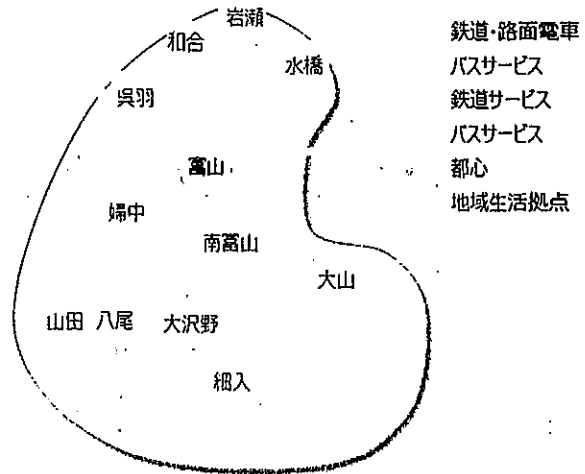 岩瀬
和合
水橋
呉羽
富山
婦中
南富山
大山
山田 八尾 大沢野
細入
鉄道・路面電車
バスサービス
鉄道サービス
バスサービス
都心
地域生活拠点